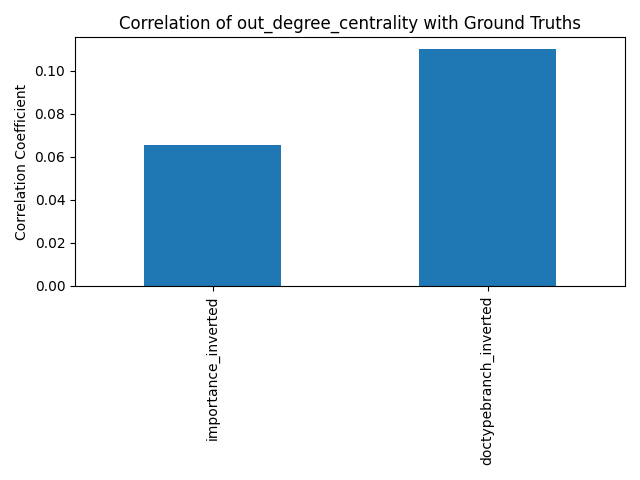 Correlation of out_degree_centrality with Ground Truths
Correlation Coefficient
0.10
0.08
0.06
0.04
0.02
0.00
importance_inverted
doctypebranch_inverted